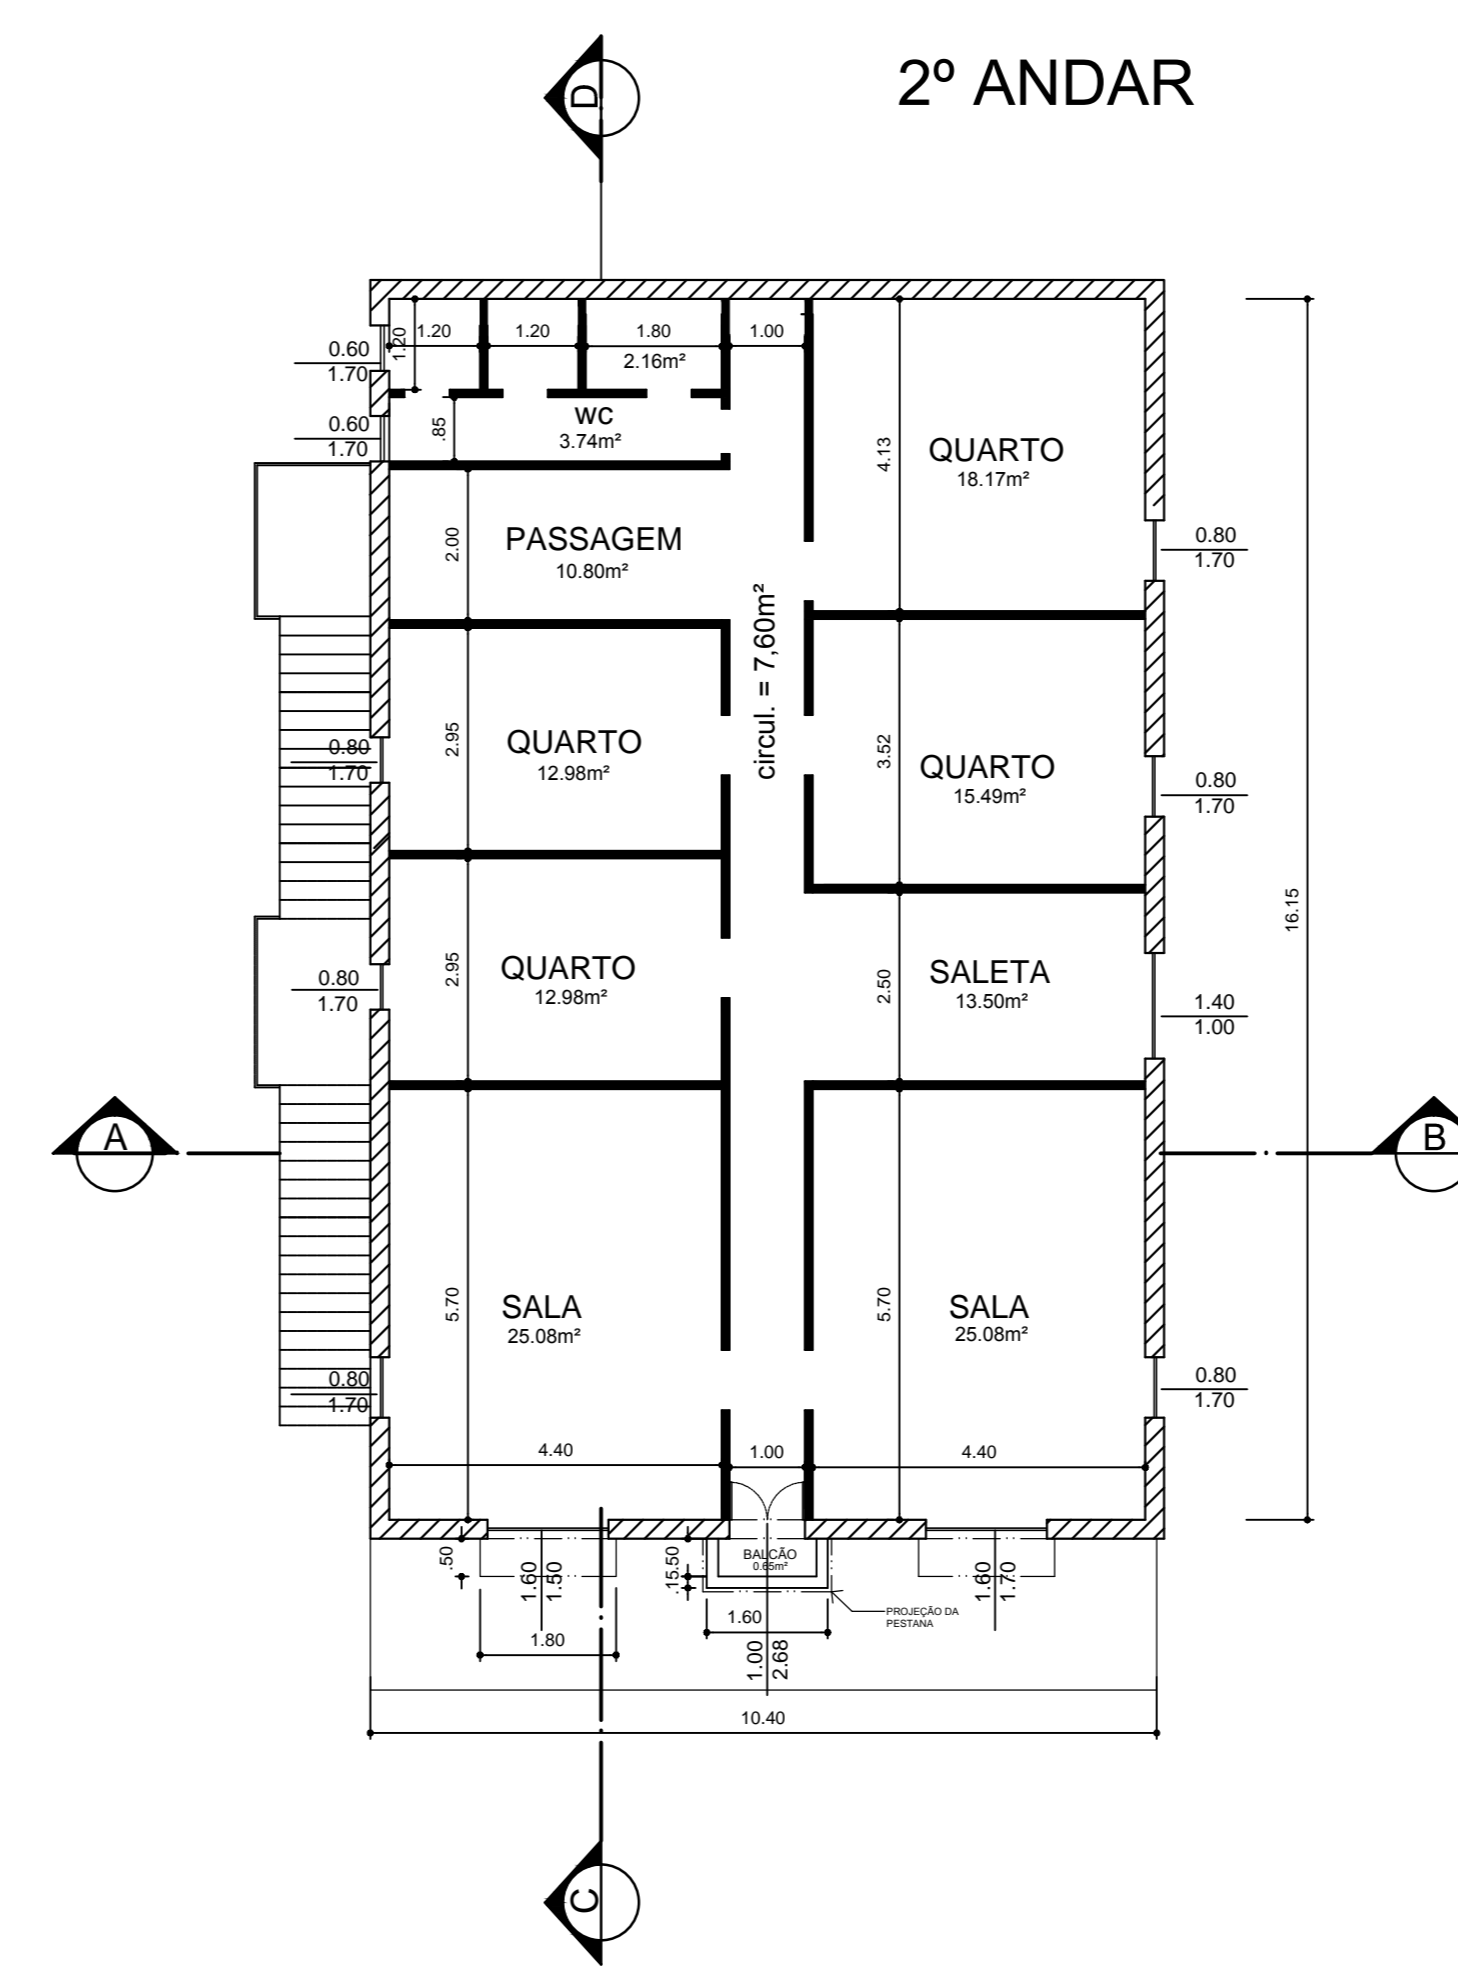 D
2º ANDAR
1.20
1.20
1.20
1.80
1.00
2.16m²
0.60
1.70
0.60
1.70
.85
WC
3.74m²
4.13
QUARTO
18.17m²
2.00
PASSAGEM
10.80m²
0.80
1.70
circul. = 7,60m²
2.95
QUARTO
12.98m²
0.80
1.70
3.52
QUARTO
15.49m²
0.80
1.70
16.15
2.95
QUARTO
12.98m²
0.80
1.70
2.50
SALETA
13.50m²
1.40
1.00
A
B
5.70
SALA
25.08m²
5.70
SALA
25.08m²
0.80
1.70
0.80
1.70
4.40
1.00
4.40
.50
1.60
1.50
.15
.50
BALCÃO
0.65m²
1.60
1.70
PROJEÇÃO DA
PESTANA
1.80
1.60
1.00
2.68
10.40
C